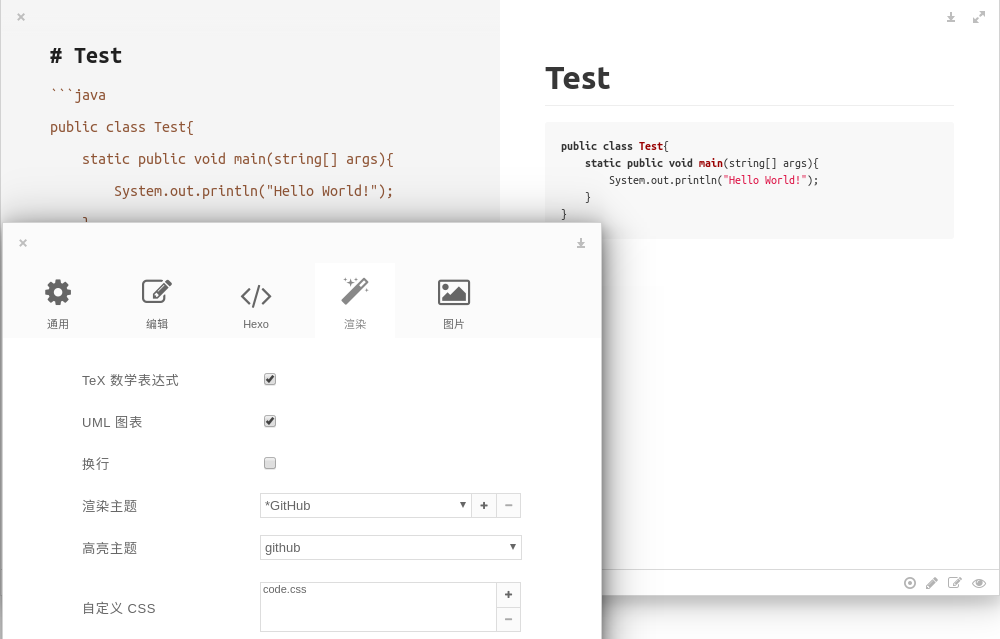 # Test
```java
public class Test{
static public void main(string[] args){
System.out.println("Hello World!");
}
Test
public class Test{
static public void main(string[] args){
System.out.println("Hello World!");
}
}
通用
编辑
Hexo
渲染
图片
TeX 数学表达式
UML 图表
换行
渲染主题
*GitHub
高亮主题
github
自定义 CSS
code.css